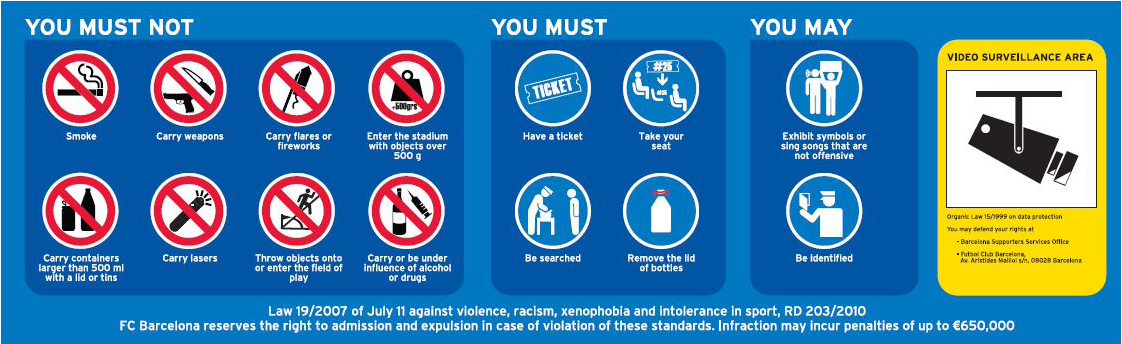 YOU MUST NOT
Smoke
Carry weapons
Carry flares or
fireworks
+500grs
Enter the stadium
with objects over
500 g
Carry containers
larger than 500 ml
with a lid or tins
Carry lasers
Throw objects onto
or enter the field of
play
Carry or be under
influence of alcohol
or drugs
YOU MUST
TICKET
Have a ticket
#25
#25
Take your
seat
Be searched
Remove the lid
of bottles
YOU MAY
Exhibit symbols or
sing songs that are
not offensive
Be identified
VIDEO SURVEILLANCE AREA
Organic Law 15/1999 on data protection
You may defend your rights at
• Barcelona Supporters Services Office
• Futbol Club Barcelona,
Av. Arístides Maillol s/n, 08028 Barcelona
Law 19/2007 of July 11 against violence, racism, xenophobia and intolerance in sport, RD 203/2010
FC Barcelona reserves the right to admission and expulsion in case of violation of these standards. Infraction may incur penalties of up to €650,000